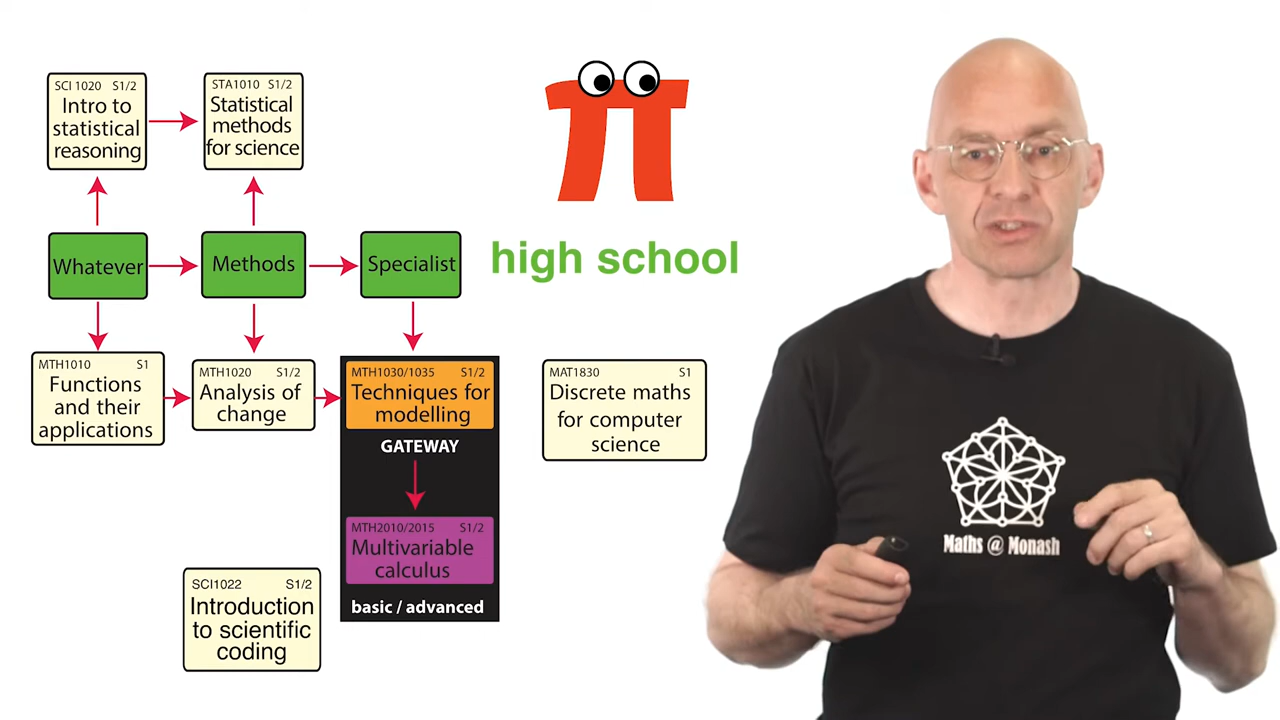 SCI 1020 S1/2
Intro to
statistical
reasoning
STA1010 S1/2
Statistical
methods
for science
Whatever
Methods
Specialist
high school
MTH1010 S1
Functions
and their
applications
MTH1020 S1/2
Analysis of
change
MTH1030/1035 S1/2
Techniques for
modelling
GATEWAY
MTH2010/2015 S1/2
Multivariable
calculus
basic / advanced
MAT1830 S1
Discrete maths
for computer
science
SCI1022 S1/2
Introduction
to scientific
coding
Maths @ Monash